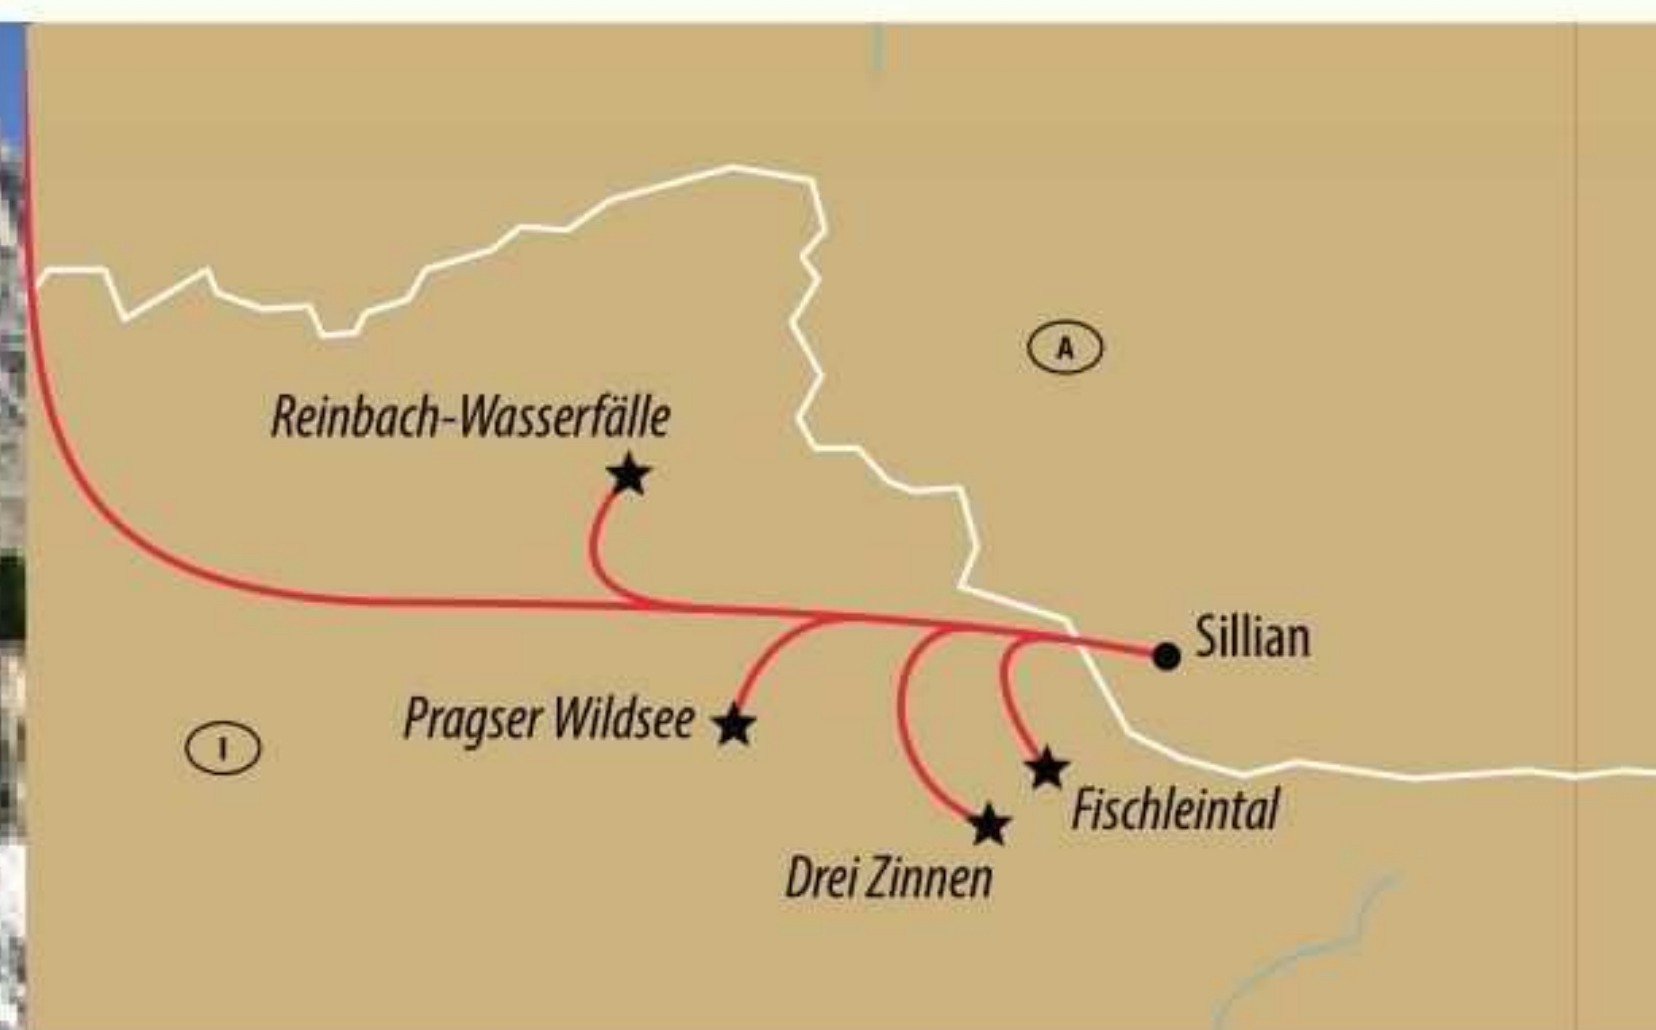 A
Reinbach-Wasserfälle
Sillian
Pragser Wildsee
I
Fischleintal
Drei Zinnen